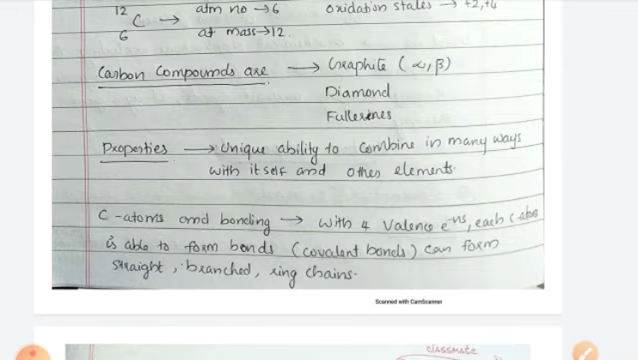 12 C → atm no → 6 Oxidation states → +2,+4
6 at mass → 12.
Carbon Compounds are → Graphite (α, β)
Diamond
Fullerines
Properties → Unique ability to combine in many ways
with itself and other elements.
C-atoms and bonding → with 4 valence e⁻ns, each C atom
is able to form bonds (covalent bonds) can form
straight, branched, ring chains.
Scanned with CamScanner
classmate